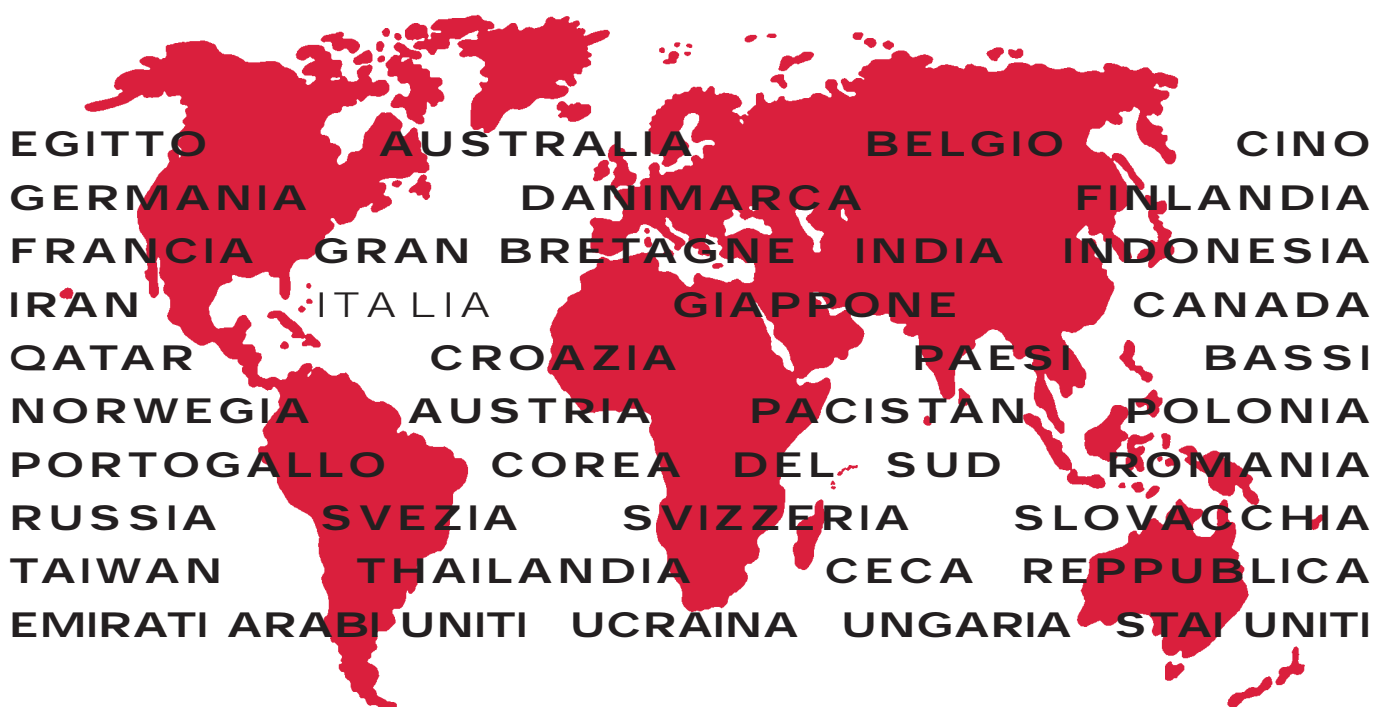 EGITTO AUSTRALIA BELGIO CINO
GERMANIA DANIMARCA FINLANDIA
FRANCIA GRAN BRETAGNE INDIA INDONESIA
IRAN ITALIA GIAPPONE CANADA
QATAR CROAZIA PAESI BASSI
NORWEGIA AUSTRIA PACISTAN POLONIA
PORTOGALLO COREA DEL SUD ROMANIA
RUSSIA SVEZIA SVIZZERIA SLOVACCHIA
TAIWAN THAILANDIA CECA REPPUBLICA
EMIRATI ARABI UNITI UCRAINA UNGARIA STAI UNITI